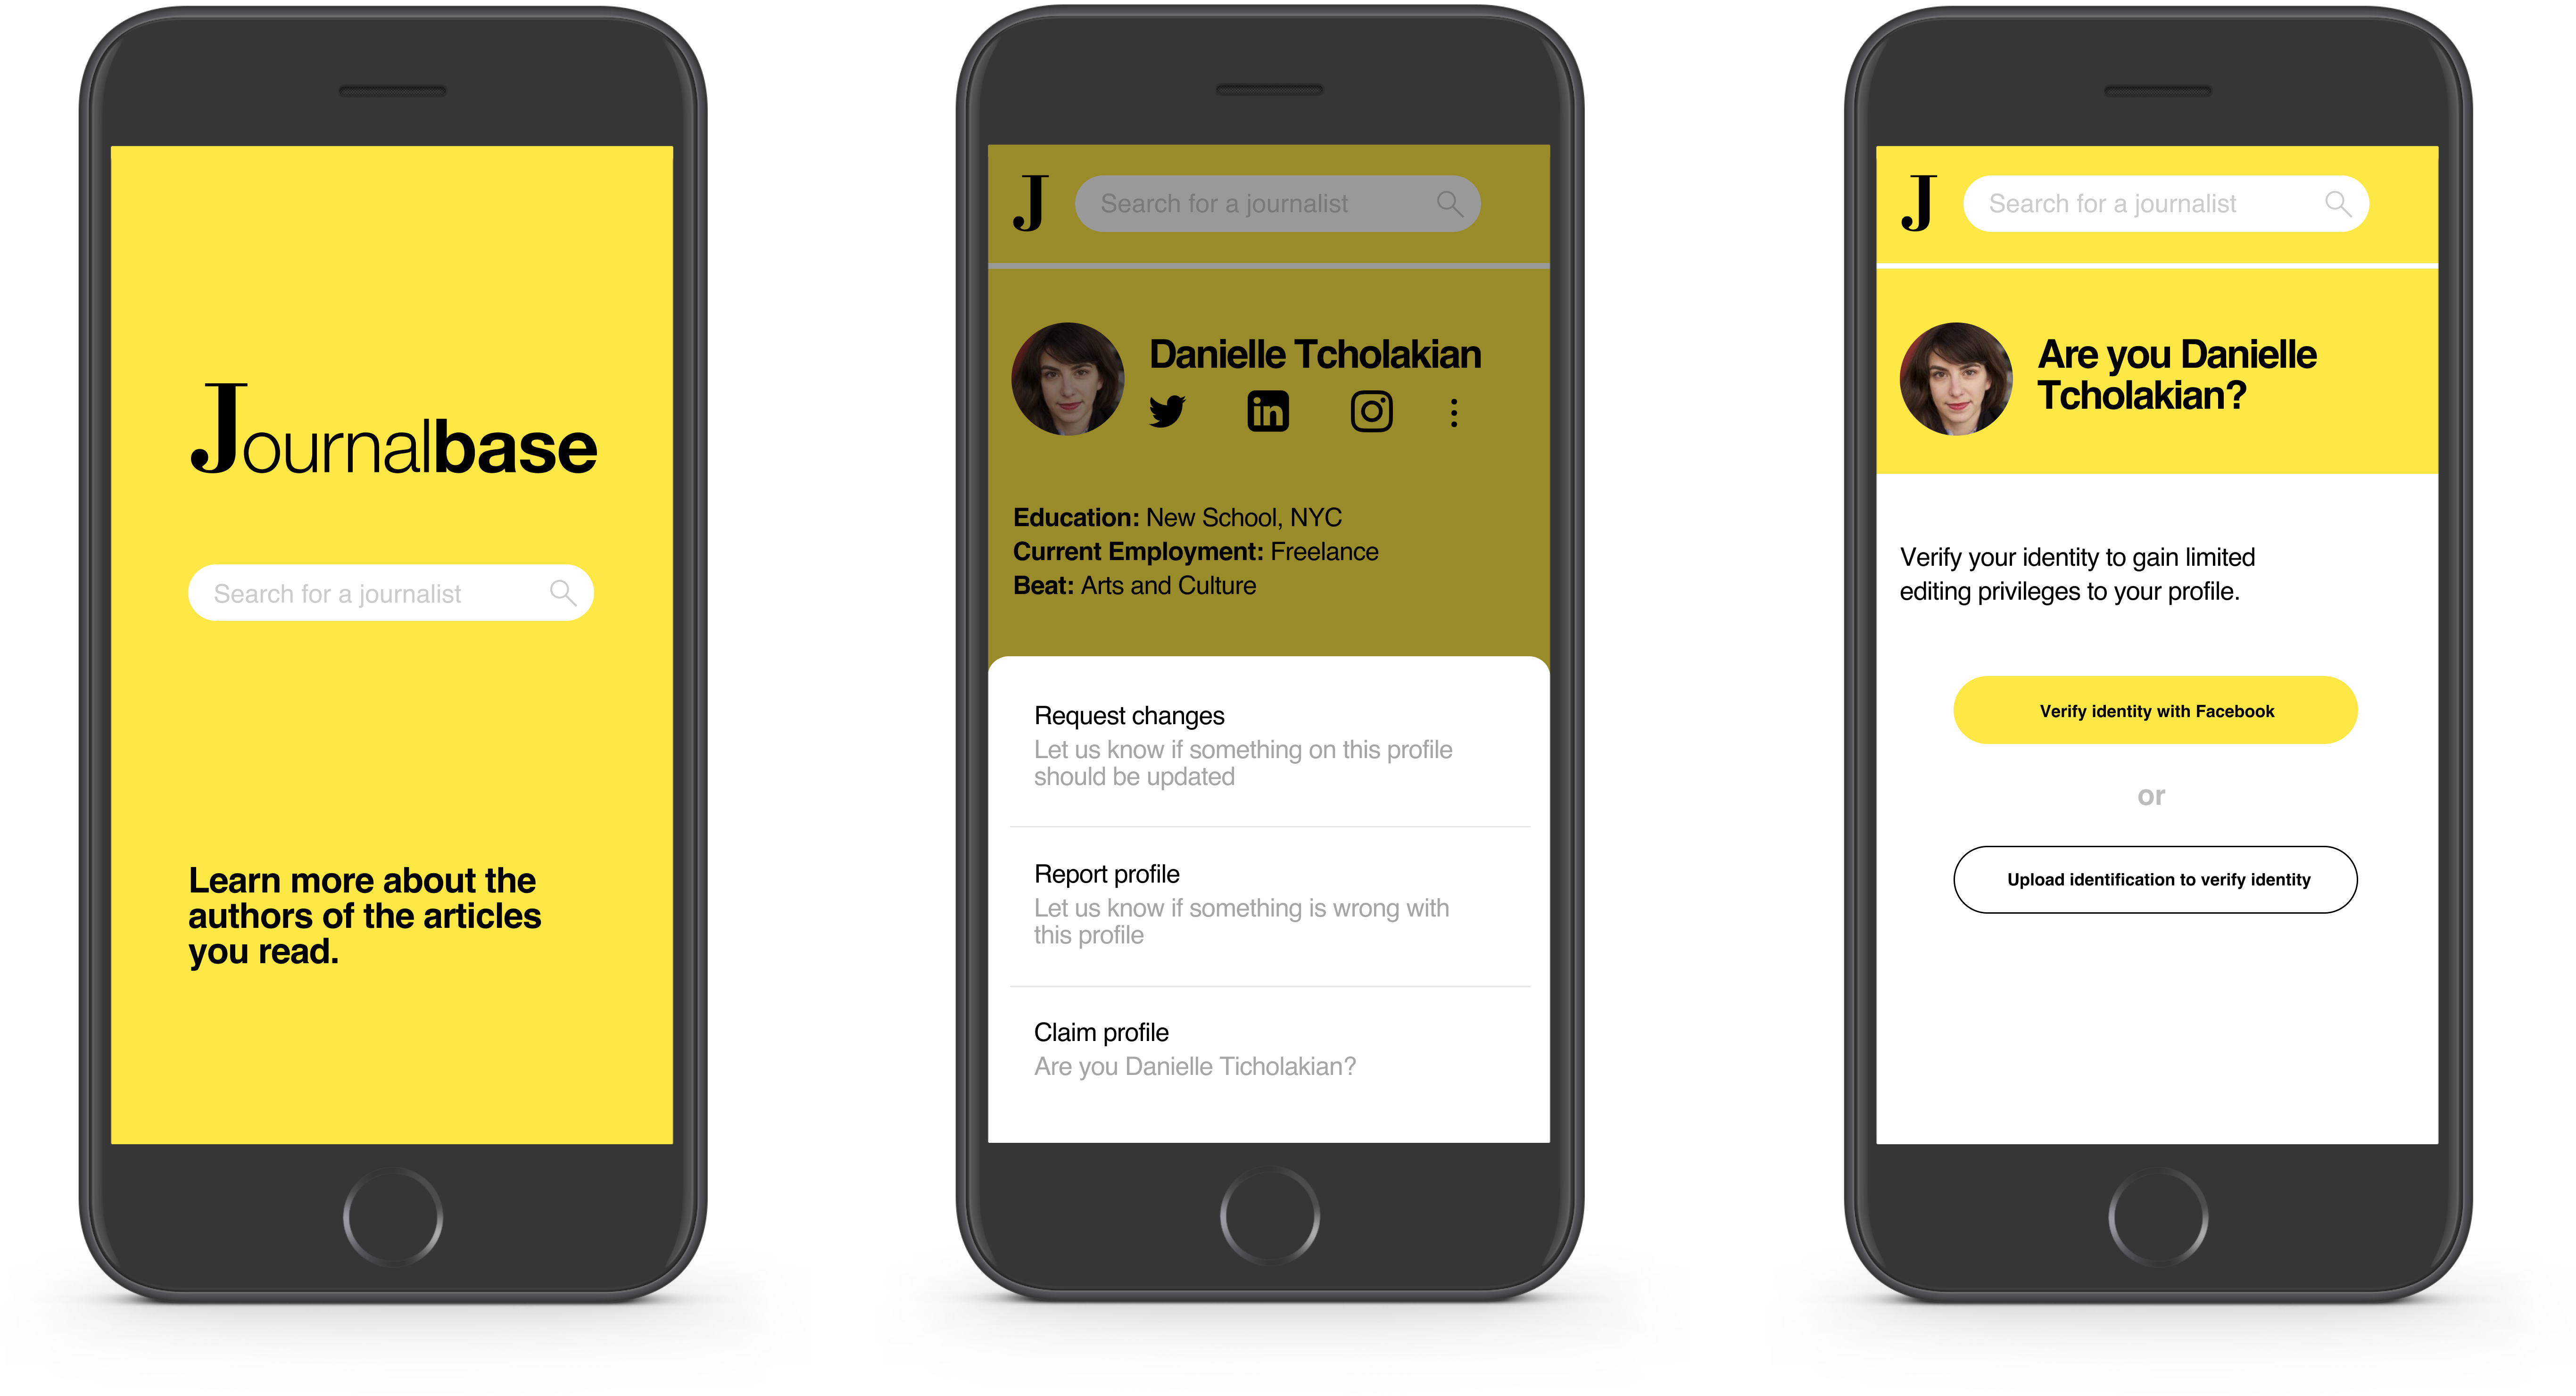 Journalbase
Search for a journalist
Learn more about the
authors of the articles
you read.
J
Search for a journalist
Danielle Tcholakian
in
Education: New School, NYC
Current Employment: Freelance
Beat: Arts and Culture
Request changes
Let us know if something on this profile
should be updated
Report profile
Let us know if something is wrong with
this profile
Claim profile
Are you Danielle Ticholakian?
J
Search for a journalist
Are you Danielle
Tcholakian?
Verify your identity to gain limited
editing privileges to your profile.
Verify identity with Facebook
or
Upload identification to verify identity